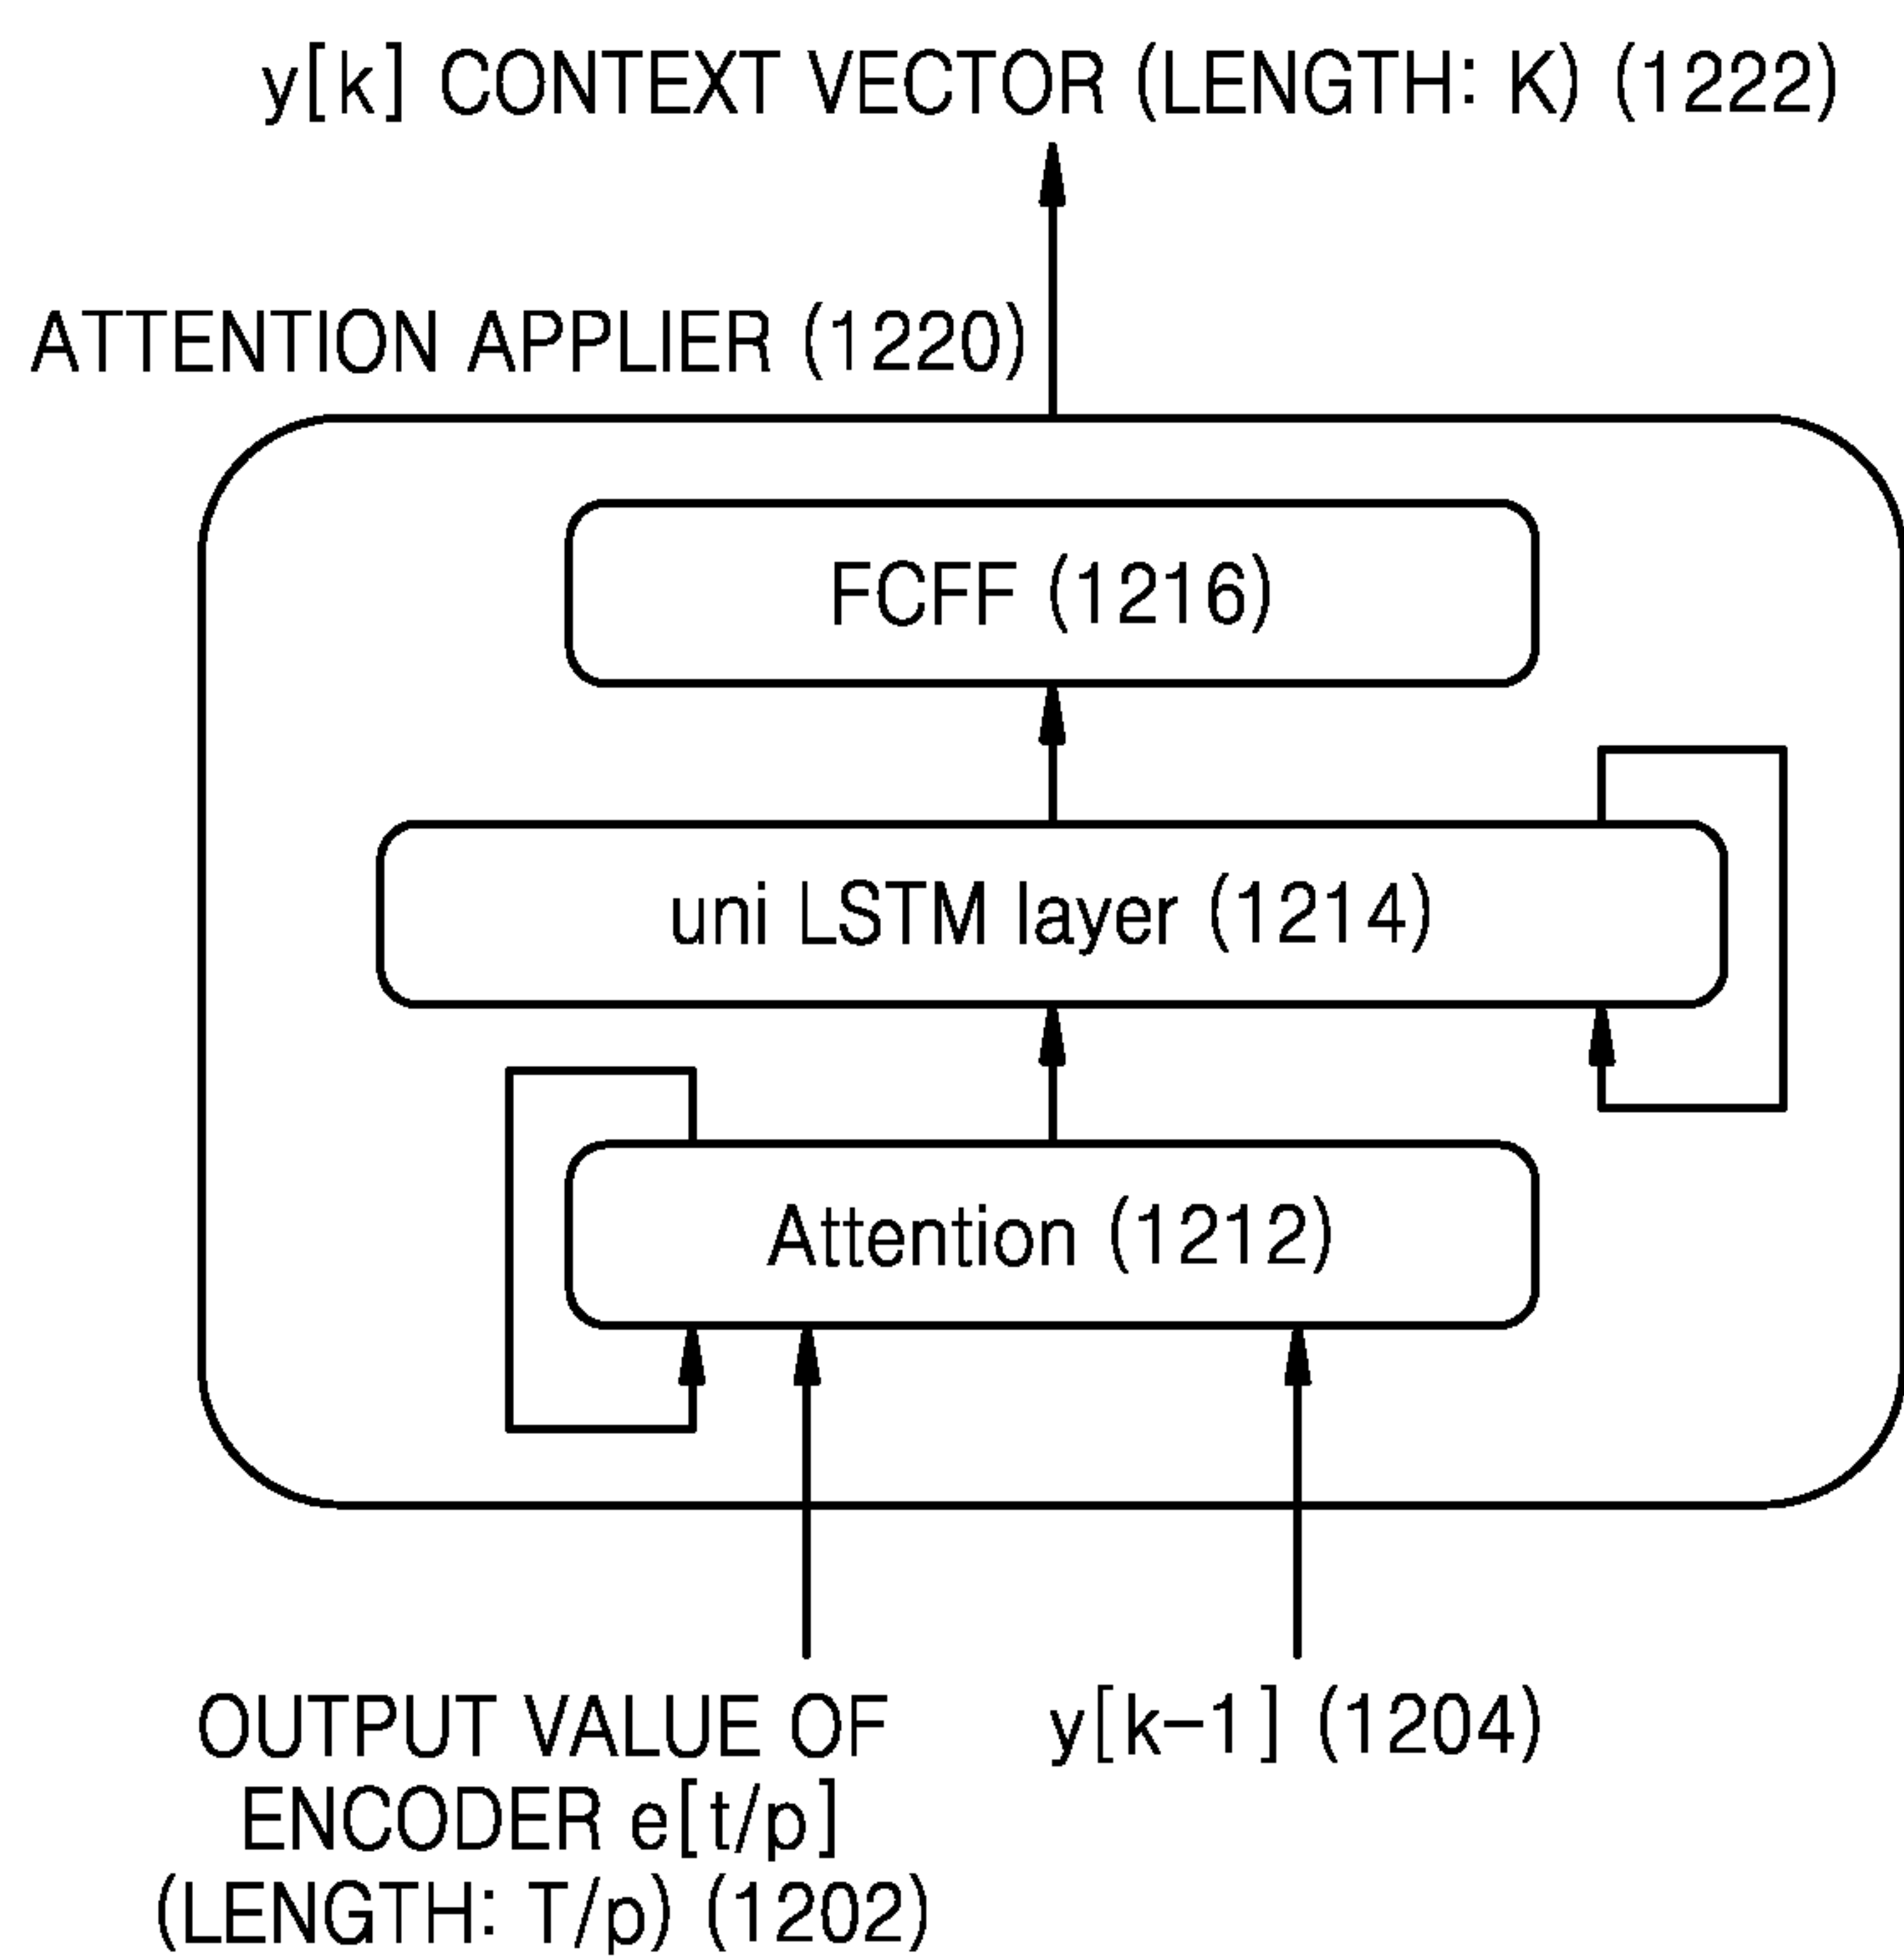 y[k] CONTEXT VECTOR (LENGTH: K) (1222)
ATTENTION APPLIER (1220)
FCFF (1216)
uni LSTM layer (1214)
Attention (1212)
OUTPUT VALUE OF
ENCODER e[t/p]
(LENGTH: T/p) (1202)
y[k-1] (1204)